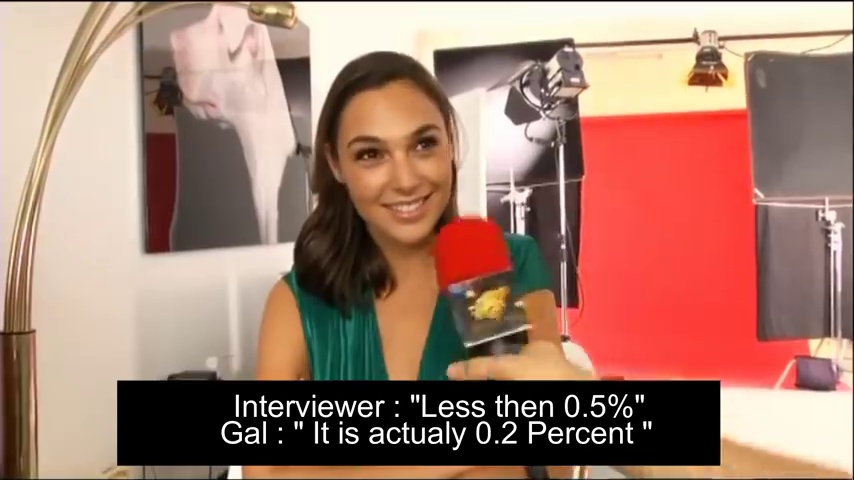 Interviewer : "Less then 0.5%"
Gal : " It is actualy 0.2 Percent "